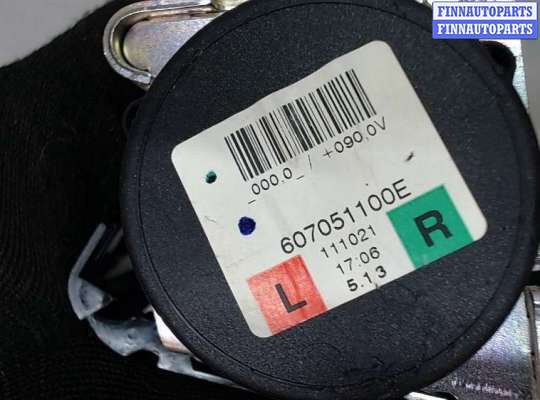 FINNAUTOPARTS
FINNAUTOPARTS
_000.0_ / +090.0V
607051100E
111021
17:06
5.13
L
R